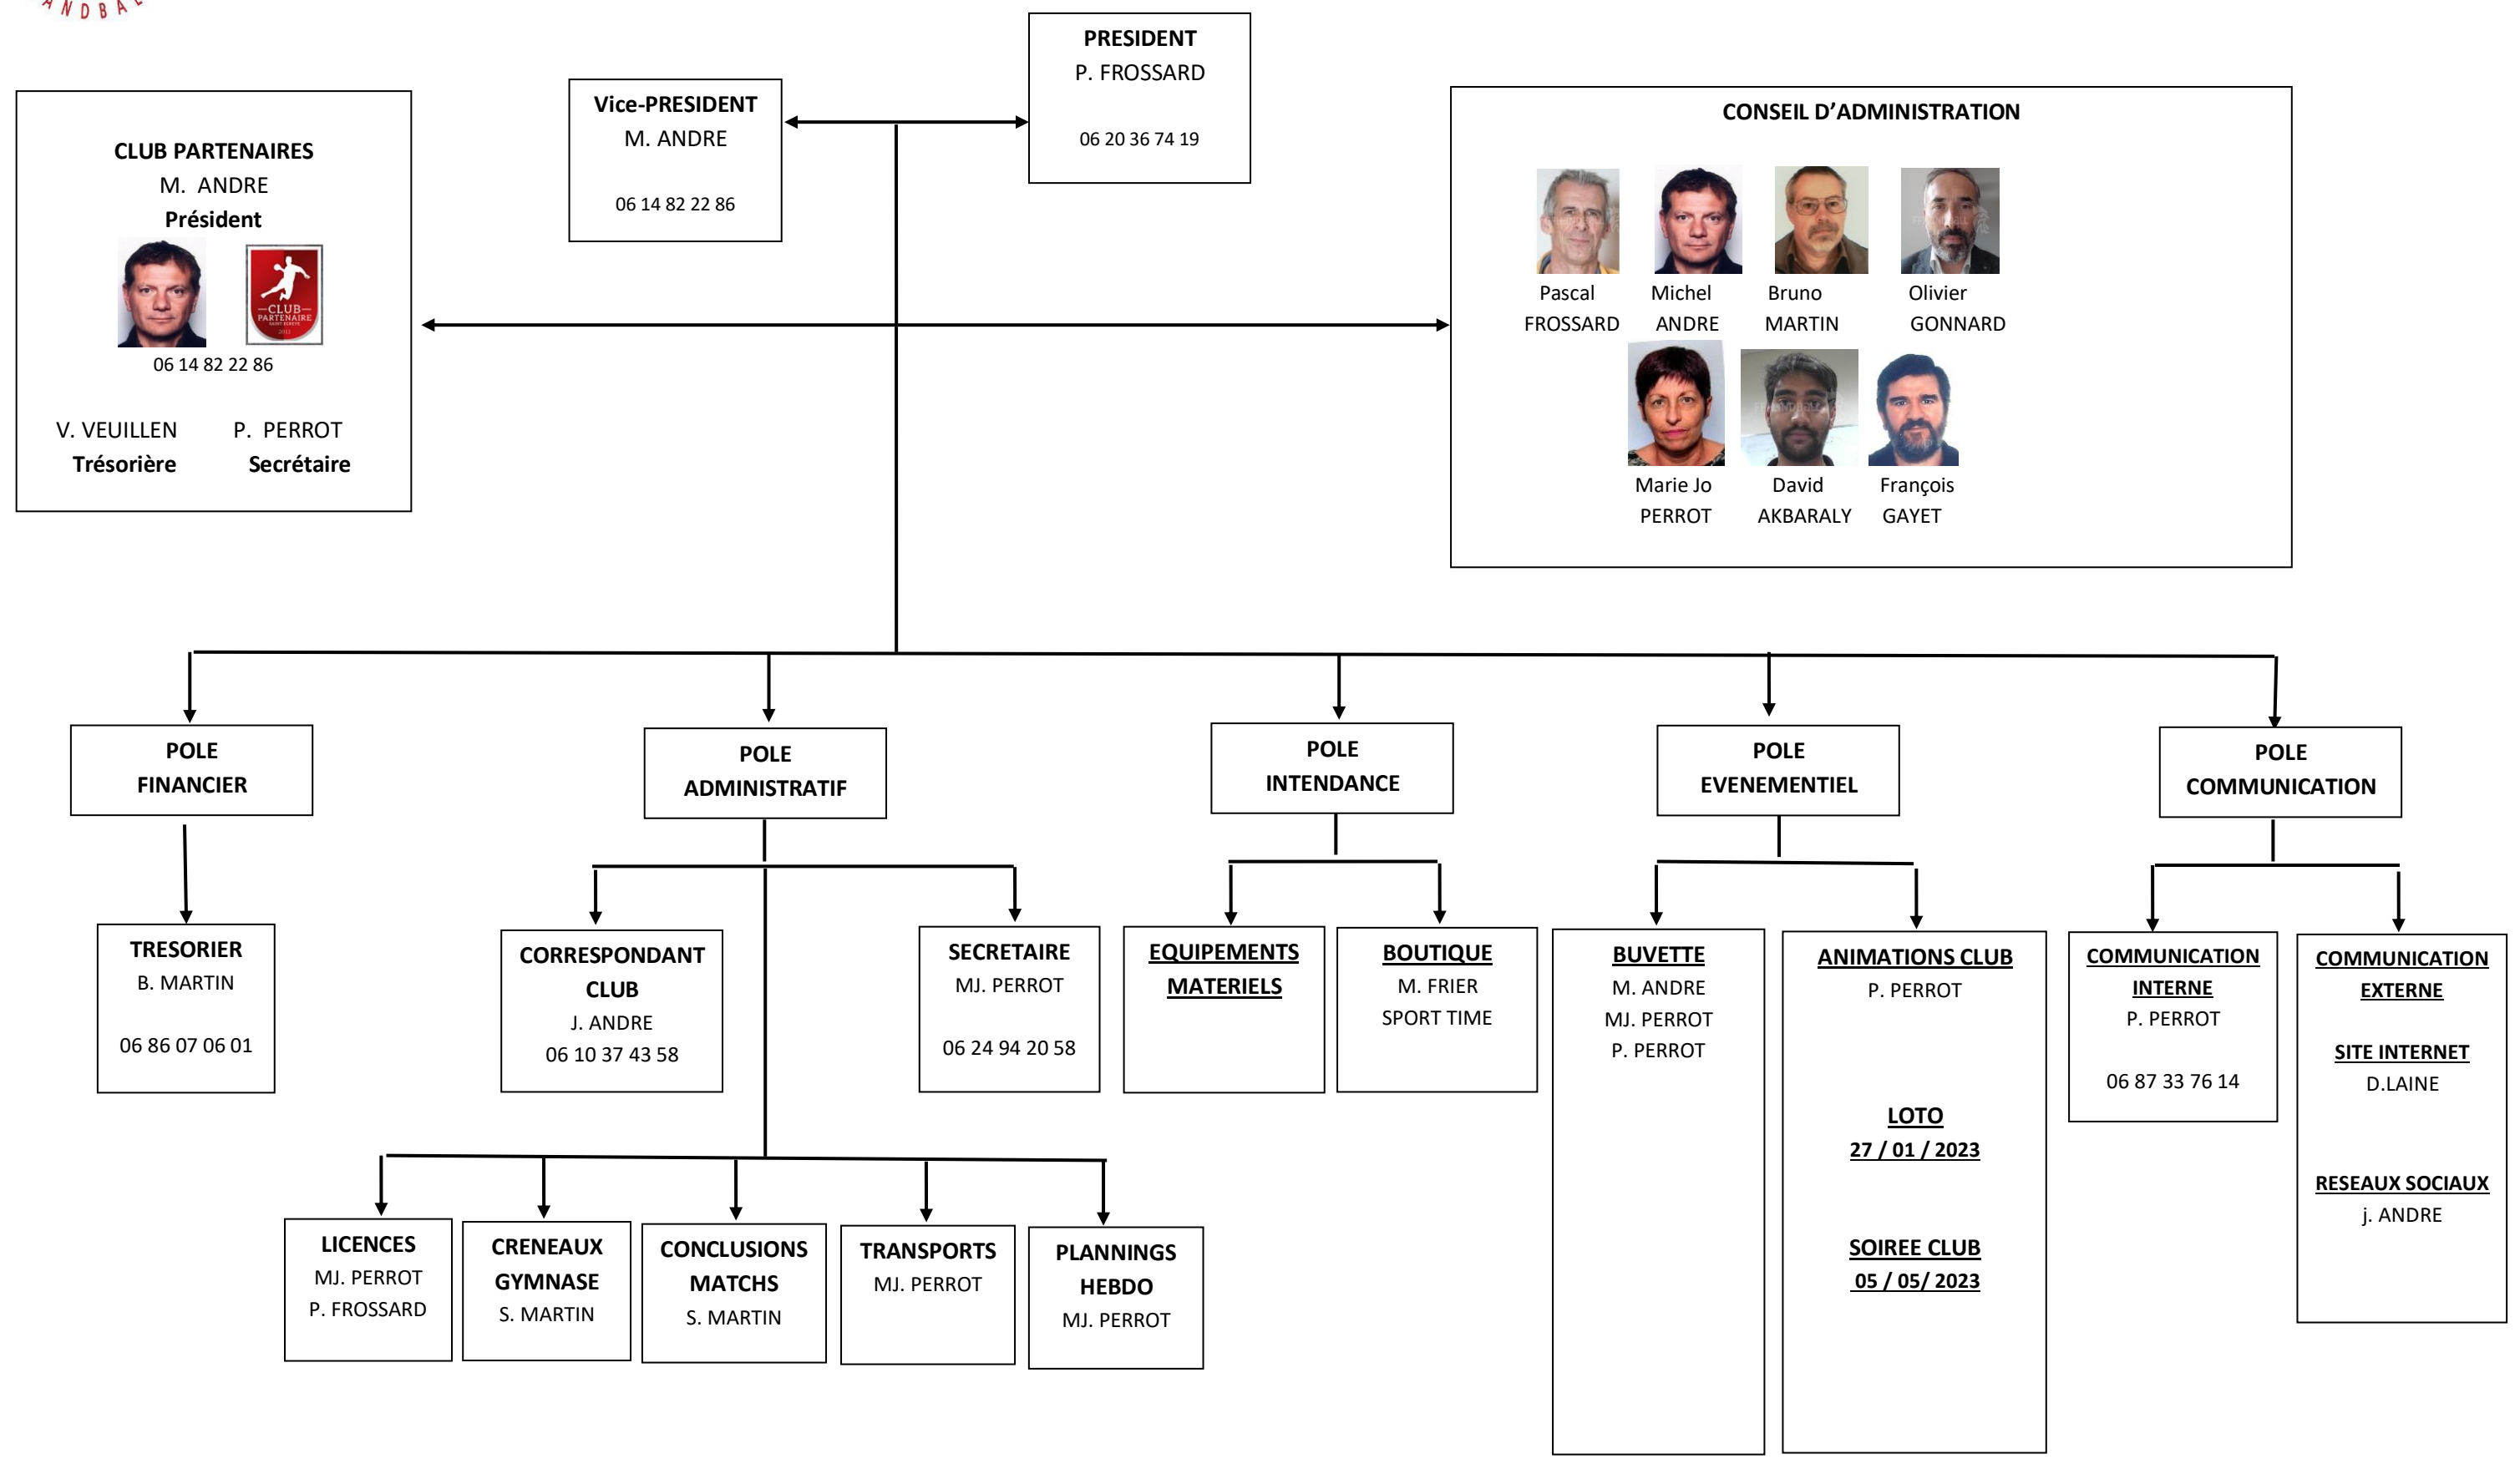 ANDBA
PRESIDENT
P. FROSSARD
06 20 36 74 19
Vice-PRESIDENT
M. ANDRE
06 14 82 22 86
CLUB PARTENAIRES
M. ANDRE
Président
CLUB
PARTENAIRE
2011
06 14 82 22 86
V. VEUILLEN P. PERROT
Trésorière Secrétaire
CONSEIL D’ADMINISTRATION
Pascal Michel Bruno Olivier
FROSSARD ANDRE MARTIN GONNARD
Marie Jo David François
PERROT AKBARALY GAYET
POLE
FINANCIER
POLE
ADMINISTRATIF
POLE
INTENDANCE
POLE
EVENEMENTIEL
POLE
COMMUNICATION
TRESORIER
B. MARTIN
06 86 07 06 01
CORRESPONDANT
CLUB
J. ANDRE
06 10 37 43 58
SECRETAIRE
MJ. PERROT
06 24 94 20 58
EQUIPEMENTS
MATERIELS
BOUTIQUE
M. FRIER
SPORT TIME
BUVETTE
M. ANDRE
MJ. PERROT
P. PERROT
ANIMATIONS CLUB
P. PERROT
LOTO
27 / 01 / 2023
SOIREE CLUB
05 / 05/ 2023
COMMUNICATION
INTERNE
P. PERROT
06 87 33 76 14
COMMUNICATION
EXTERNE
SITE INTERNET
D.LAINE
RESEAUX SOCIAUX
j. ANDRE
LICENCES
MJ. PERROT
P. FROSSARD
CRENEAUX
GYMNASE
S. MARTIN
CONCLUSIONS
MATCHS
S. MARTIN
TRANSPORTS
MJ. PERROT
PLANNINGS
HEBDO
MJ. PERROT